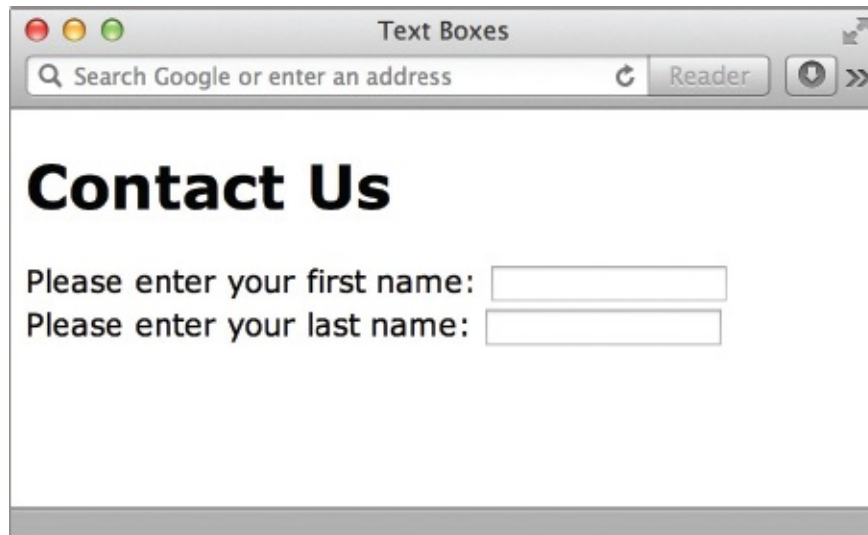 Text Boxes
Search Google or enter an address Reader
Contact Us
Please enter your first name:
Please enter your last name: